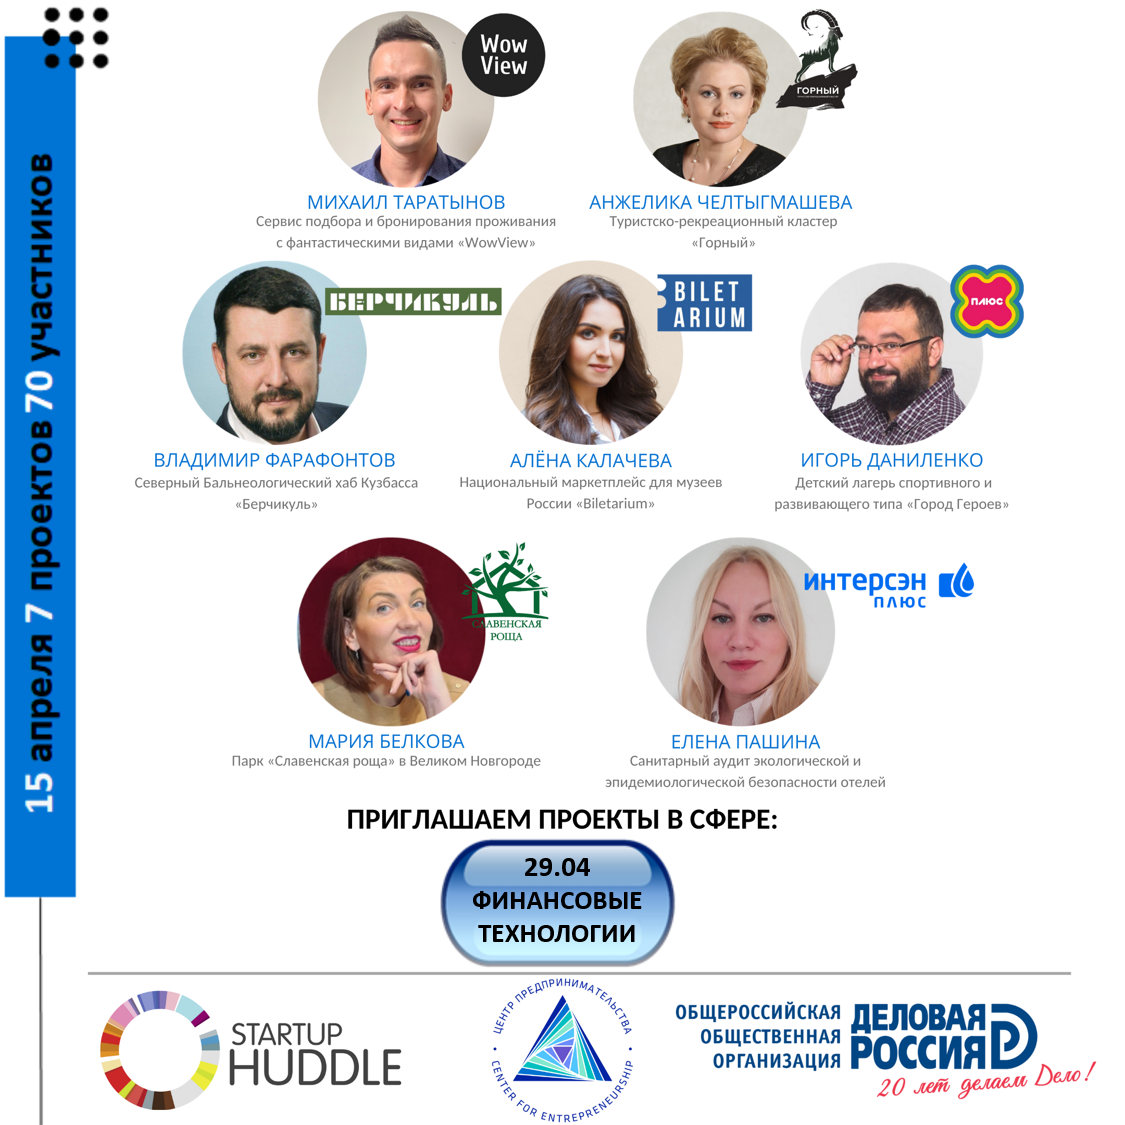 15 апреля 7 проектов 70 участников
Wow
View
ГОРНЫЙ
МИХАИЛ ТАРАТЫНОВ
Сервис подбора и бронирования проживания
с фантастическими видами «WowView»
АНЖЕЛИКА ЧЕЛТЫГМАШЕВА
Туристско-рекреационный кластер
«Горный»
БЕРЧИКУЛЬ
BILET
ARIUM
ПЛЮС
ВЛАДИМИР ФАРАФОНТОВ
Северный Бальнеологический хаб Кузбасса
«Берчикуль»
АЛЁНА КАЛАЧЕВА
Национальный маркетплейс для музеев
России «Biletarium»
ИГОРЬ ДАНИЛЕНКО
Детский лагерь спортивного и
развивающего типа «Город Героев»
СЛАВЕНСКАЯ
РОЩА
интерсэн
плюс
МАРИЯ БЕЛКОВА
Парк «Славенская роща» в Великом Новгороде
ЕЛЕНА ПАШИНА
Санитарный аудит экологической и
эпидемиологической безопасности отелей
ПРИГЛАШАЕМ ПРОЕКТЫ В СФЕРЕ:
29.04
ФИНАНСОВЫЕ
ТЕХНОЛОГИИ
STARTUP
HUDDLE
ЦЕНТР ПРЕДПРИНИМАТЕЛЬСТВА
CENTER FOR ENTREPRENEURSHIP
ОБЩЕРОССИЙСКАЯ
ОБЩЕСТВЕННАЯ
ОРГАНИЗАЦИЯ
ДЕЛОВАЯ
РОССИЯ
20 лет делаем Дело!